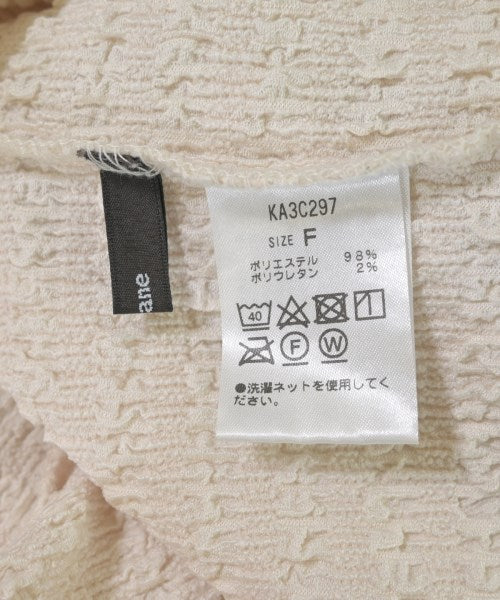 KA3C297
SIZE F
ポリエステル 98%
ポリウレタン 2%
40
F W
●洗濯ネットを使用してく
ださい。
ane